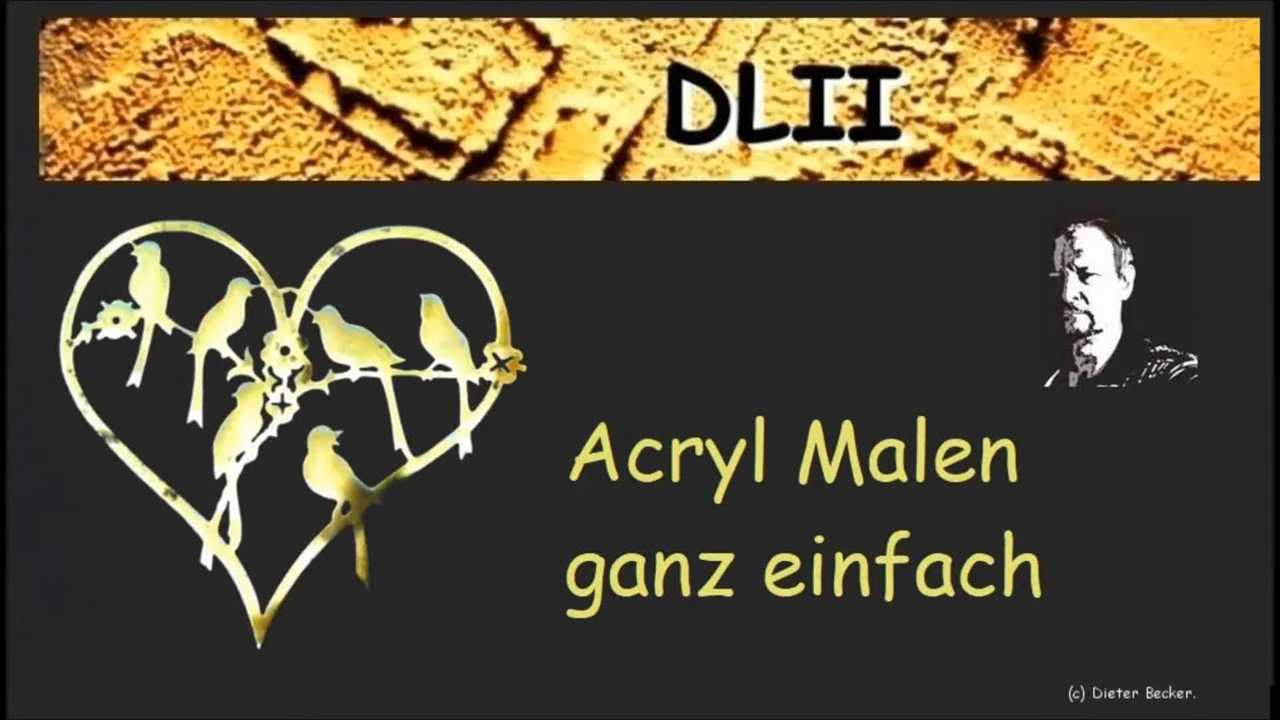 DLII
Acryl Malen
ganz einfach
(c) Dieter Becker.